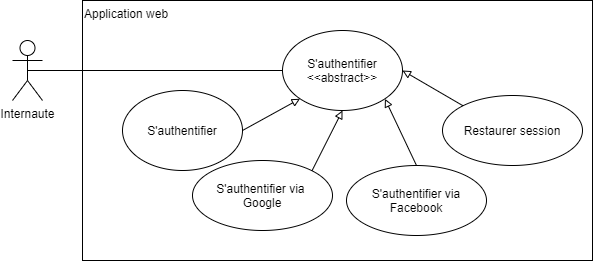 Application web
S'authentifier
<<abstract>>
Internaute
S'authentifier
Restaurer session
S'authentifier via
Google
S'authentifier via
Facebook